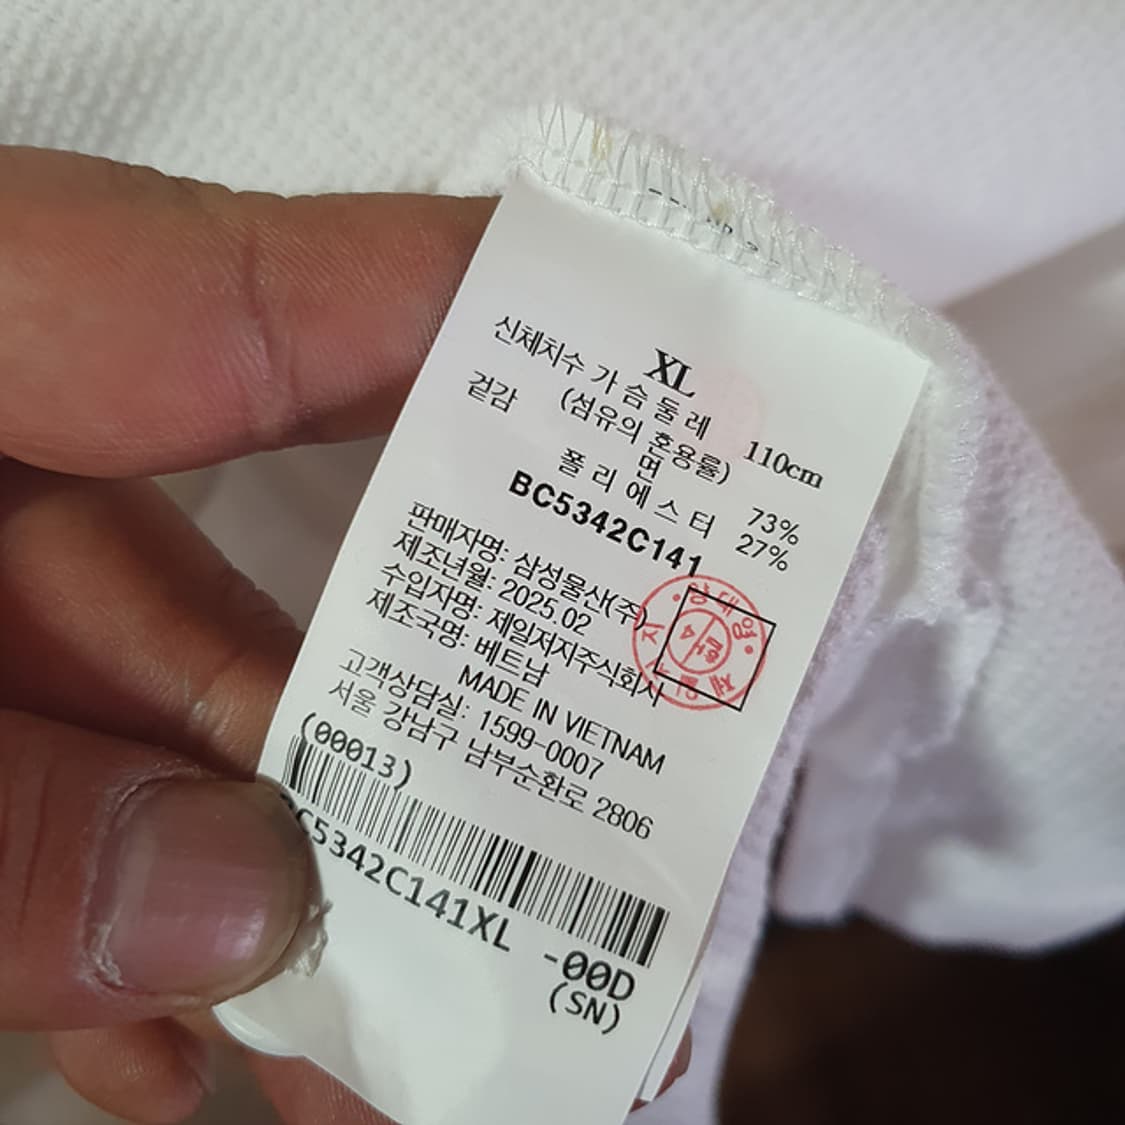 XL
신체치수 가 슴 둘 레 110cm
(섬유의 혼용률)
겉감 면 73%
폴 리 에 스 터 27%
BC5342C141
판매자명: 삼성물산(주)
제조년월: 2025.02
수입자명: 제일저지주식회사
제조국명: 베트남
MADE IN VIETNAM
고객상담실: 1599-0007
서울 강남구 남부순환로 2806
(00013)
BC5342C141XL -00D
(SN)